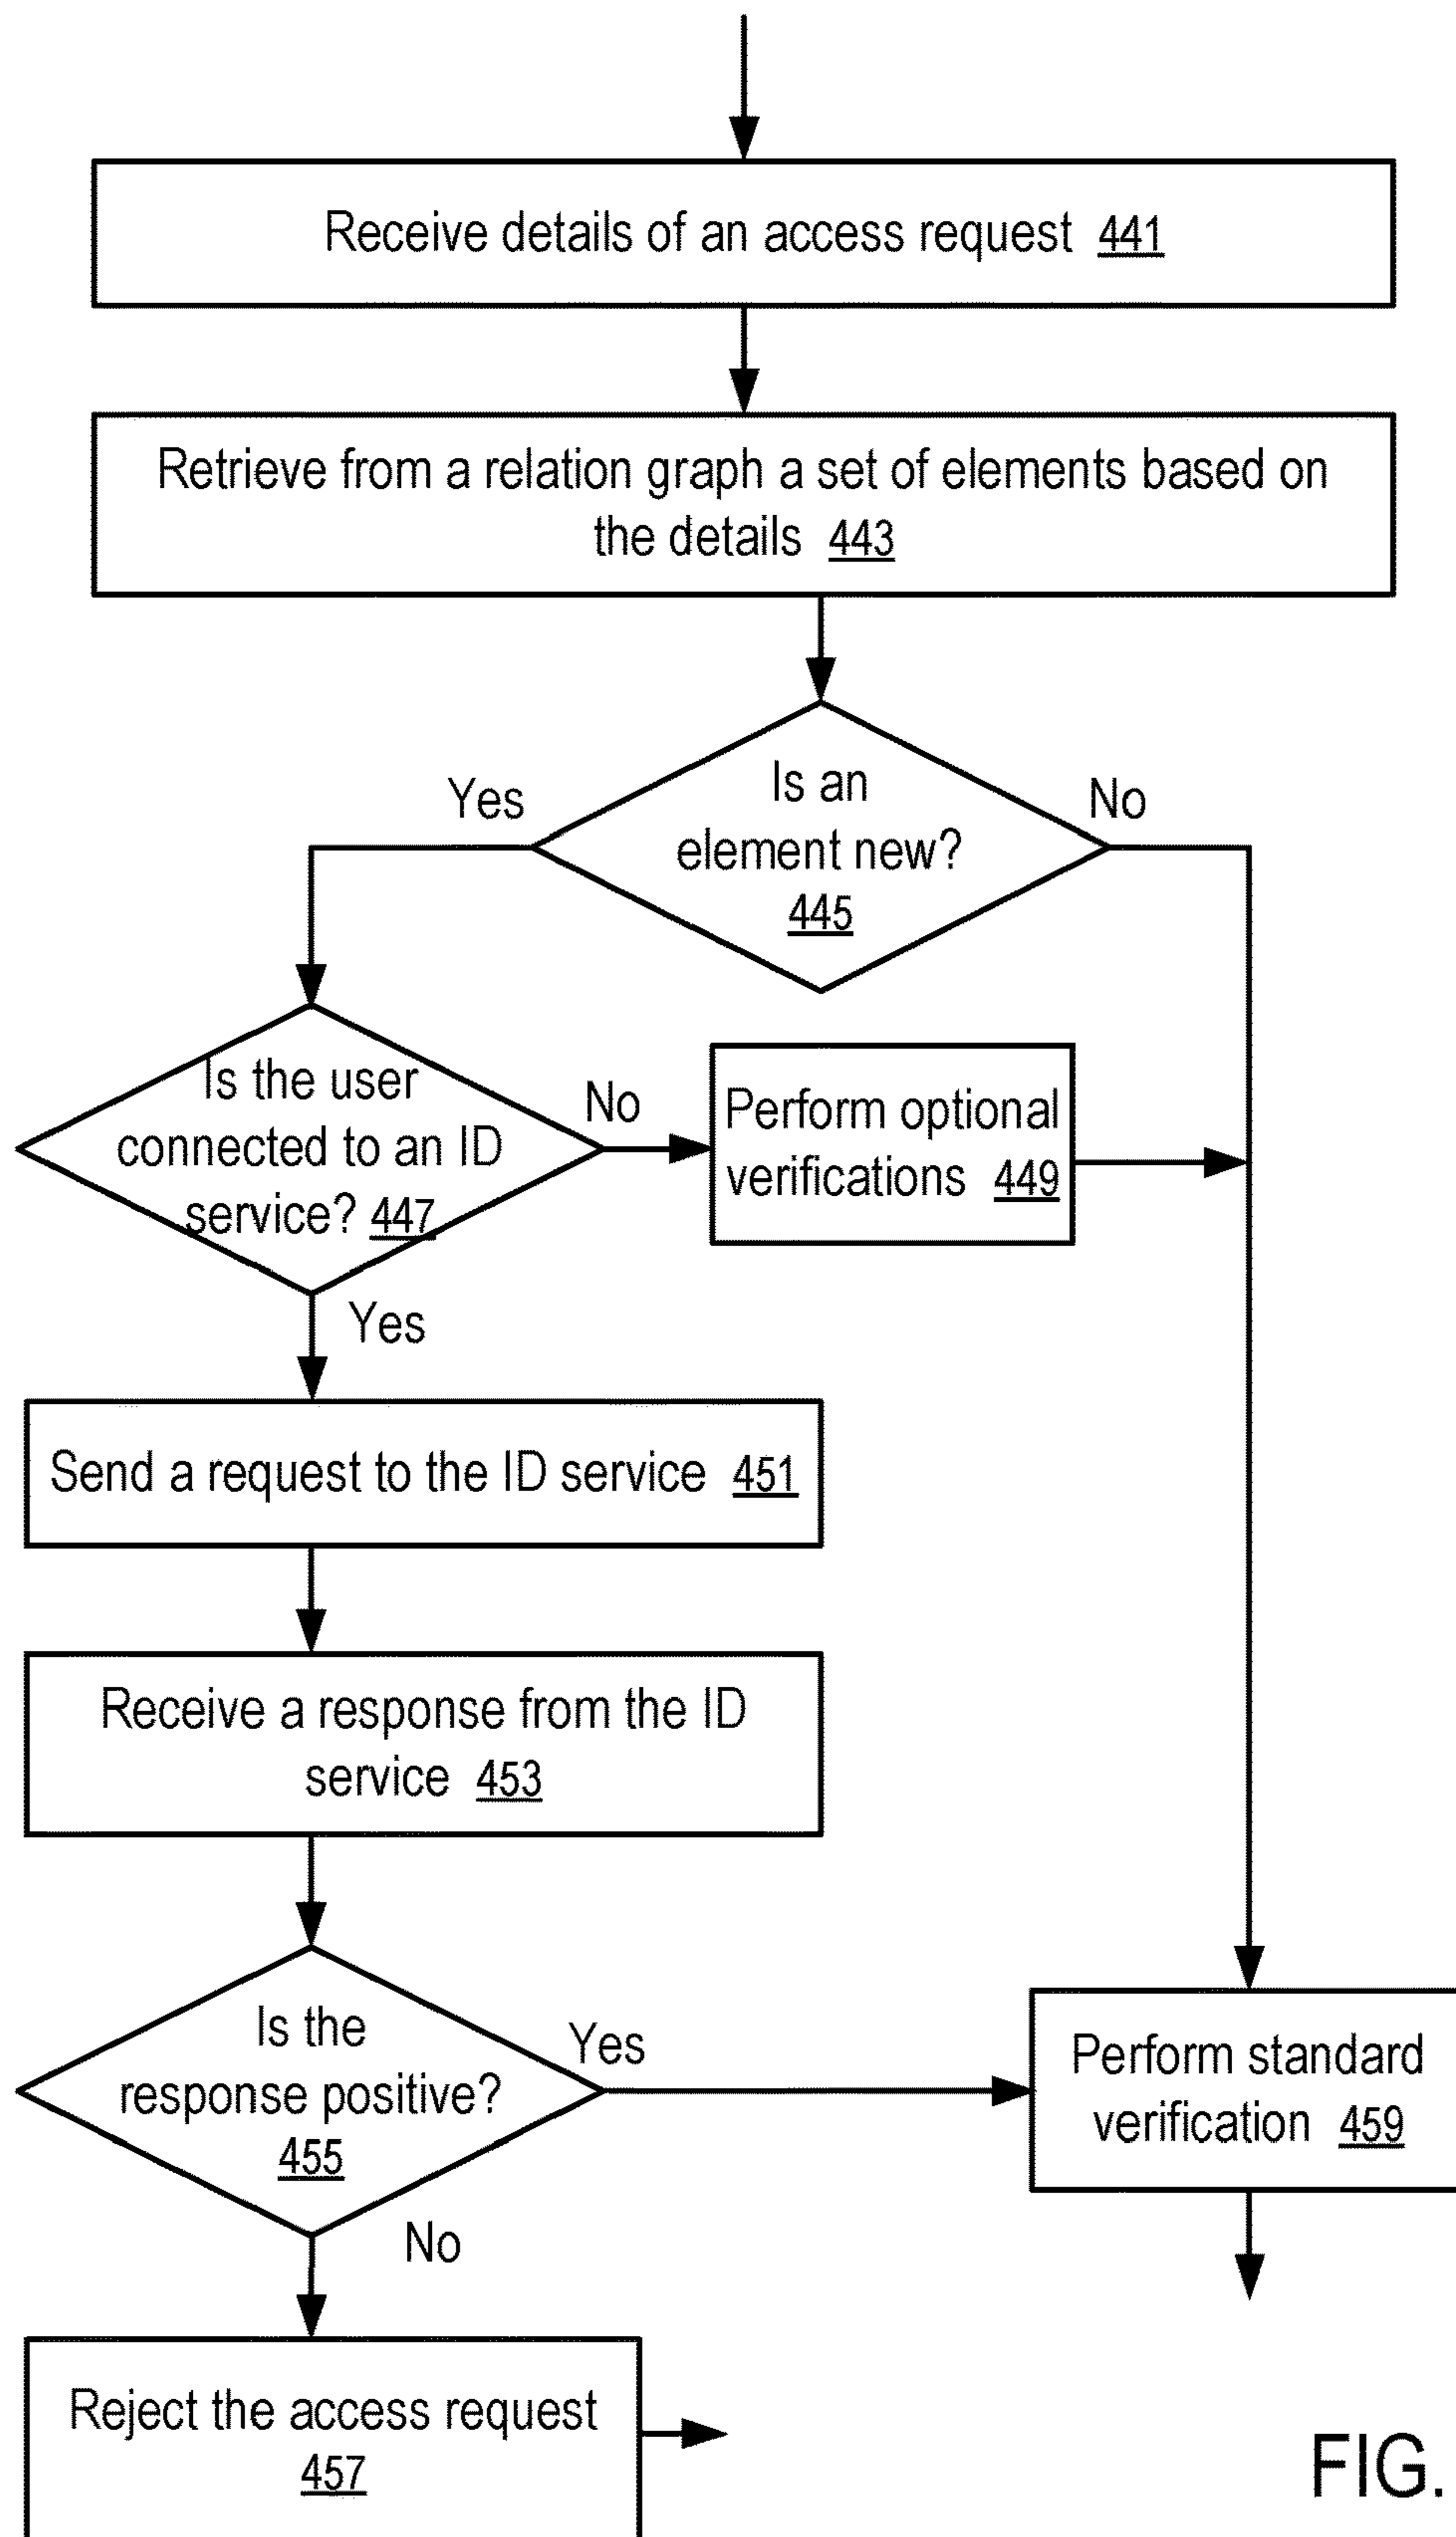 Receive details of an access request 441
Retrieve from a relation graph a set of elements based on
the details 443
Yes
Is an
element new?
445
No
Is the user
connected to an ID
service? 447
No
Perform optional
verifications 449
Yes
Send a request to the ID service 451
Receive a response from the ID
service 453
Is the
response positive?
455
Yes
Perform standard
verification 459
No
Reject the access request
457
FIG.